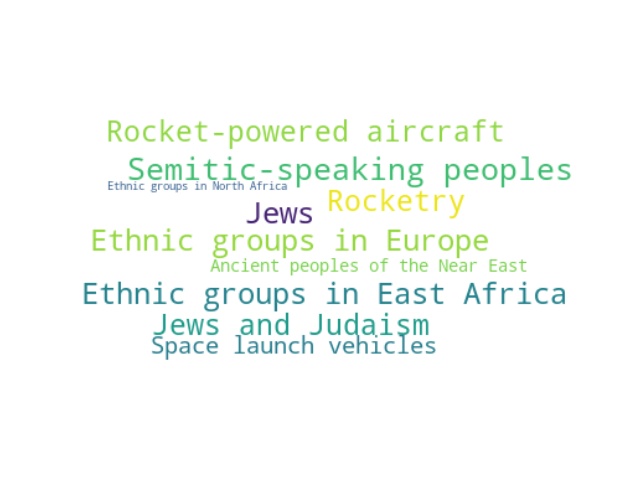 Rocket-powered aircraft
Semitic-speaking peoples
Ethnic groups in North Africa
Rocketry
Jews
Ethnic groups in Europe
Ancient peoples of the Near East
Ethnic groups in East Africa
Jews and Judaism
Space launch vehicles